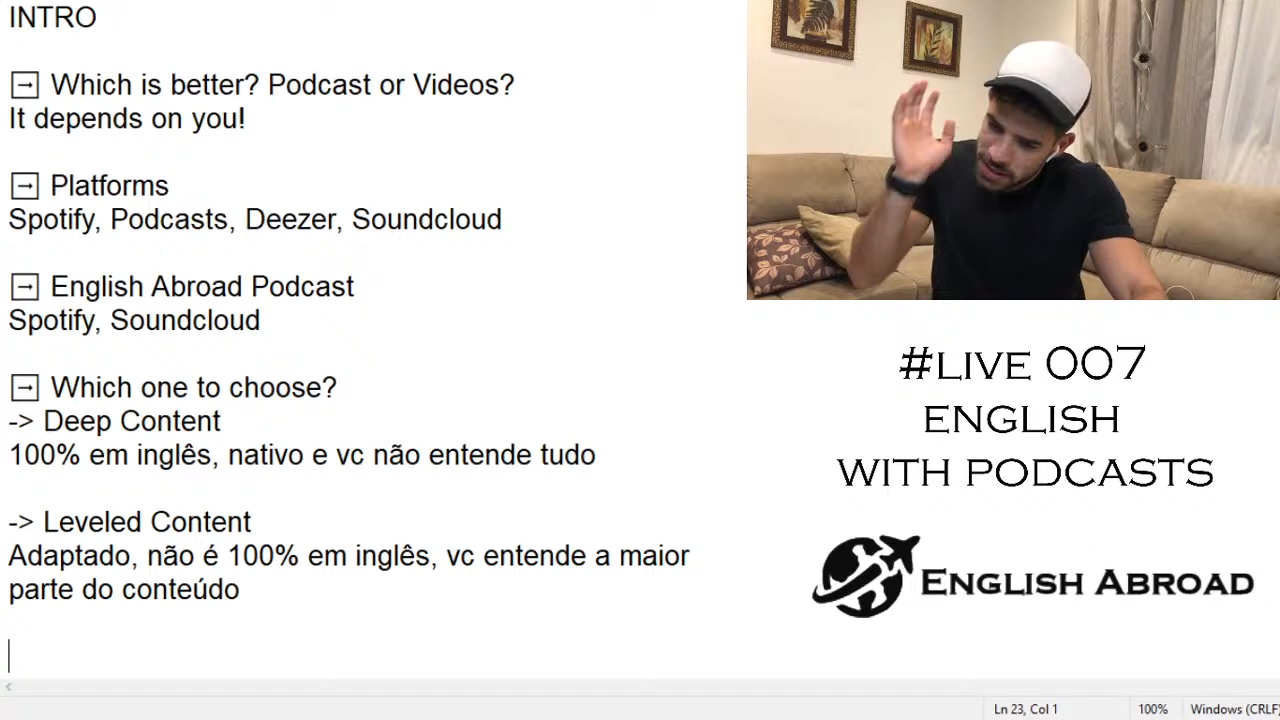 INTRO
→ Which is better? Podcast or Videos?
It depends on you!
→ Platforms
Spotify, Podcasts, Deezer, Soundcloud
→ English Abroad Podcast
Spotify, Soundcloud
→ Which one to choose?
-> Deep Content
100% em inglês, nativo e vc não entende tudo
-> Leveled Content
Adaptado, não é 100% em inglês, vc entende a maior
parte do conteúdo
#LIVE 007
ENGLISH
WITH PODCASTS
ENGLISH ABROAD
Ln 23, Col 1
100%
Windows (CRLF